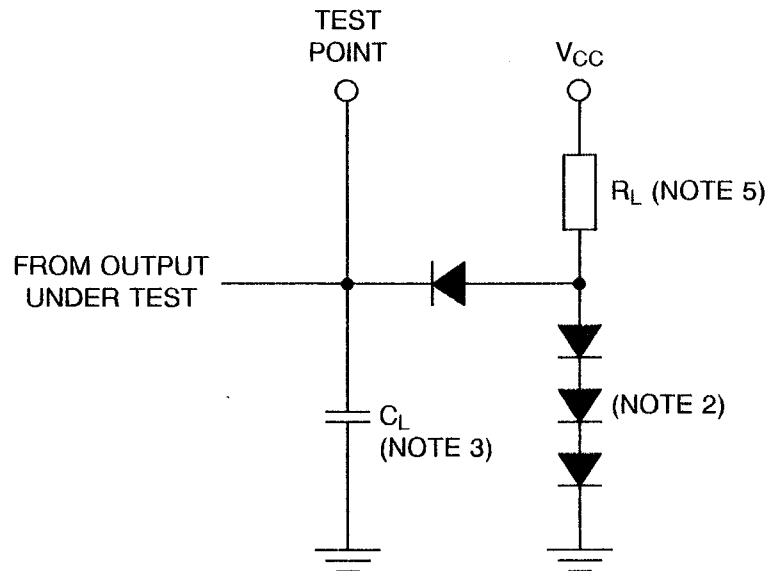 TEST
POINT
VCC
RL (NOTE 5)
FROM OUTPUT
UNDER TEST
CL
(NOTE 3)
(NOTE 2)